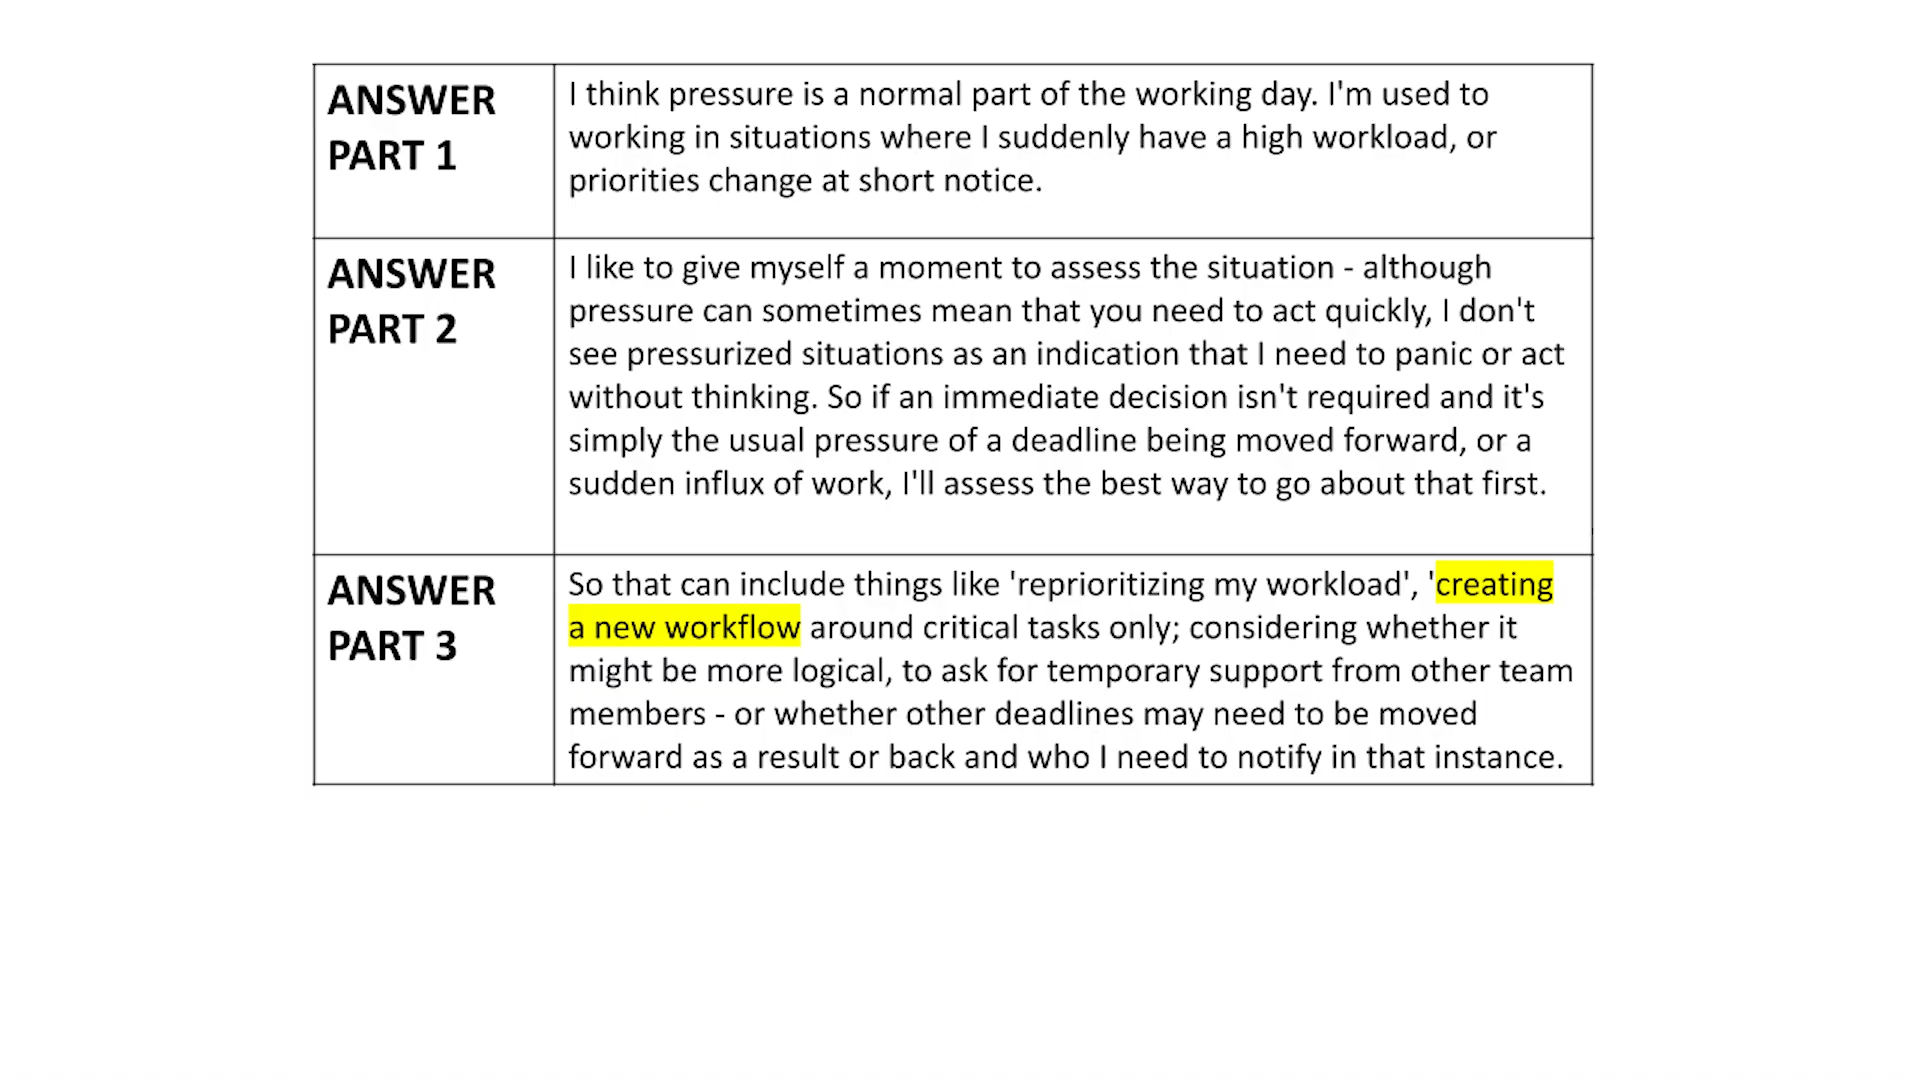 ANSWER
PART 1
I think pressure is a normal part of the working day. I'm used to
working in situations where I suddenly have a high workload, or
priorities change at short notice.
ANSWER
PART 2
I like to give myself a moment to assess the situation - although
pressure can sometimes mean that you need to act quickly, I don't
see pressurized situations as an indication that I need to panic or act
without thinking. So if an immediate decision isn't required and it's
simply the usual pressure of a deadline being moved forward, or a
sudden influx of work, I'll assess the best way to go about that first.
ANSWER
PART 3
So that can include things like 'reprioritizing my workload', 'creating
a new workflow around critical tasks only; considering whether it
might be more logical, to ask for temporary support from other team
members - or whether other deadlines may need to be moved
forward as a result or back and who I need to notify in that instance.